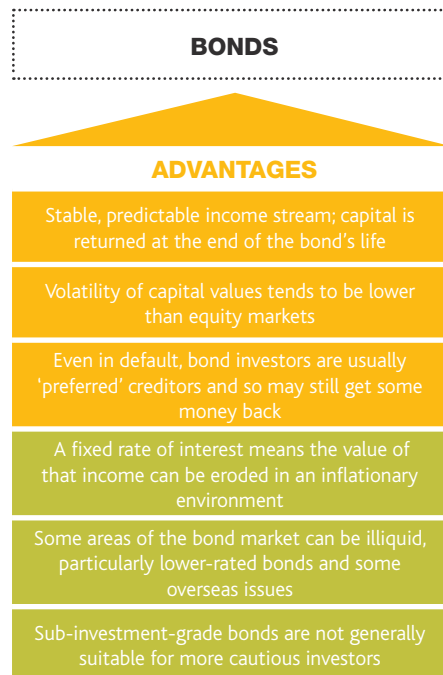 BONDS
ADVANTAGES
Stable, predictable income stream; capital is
returned at the end of the bond's life
Volatility of capital values tends to be lower
than equity markets
Even in default, bond investors are usually
'preferred' creditors and so may still get some
money back
A fixed rate of interest means the value of
that income can be eroded in an inflationary
environment
Some areas of the bond market can be illiquid,
particularly lower-rated bonds and some
overseas issues
Sub-investment-grade bonds are not generally
suitable for more cautious investors